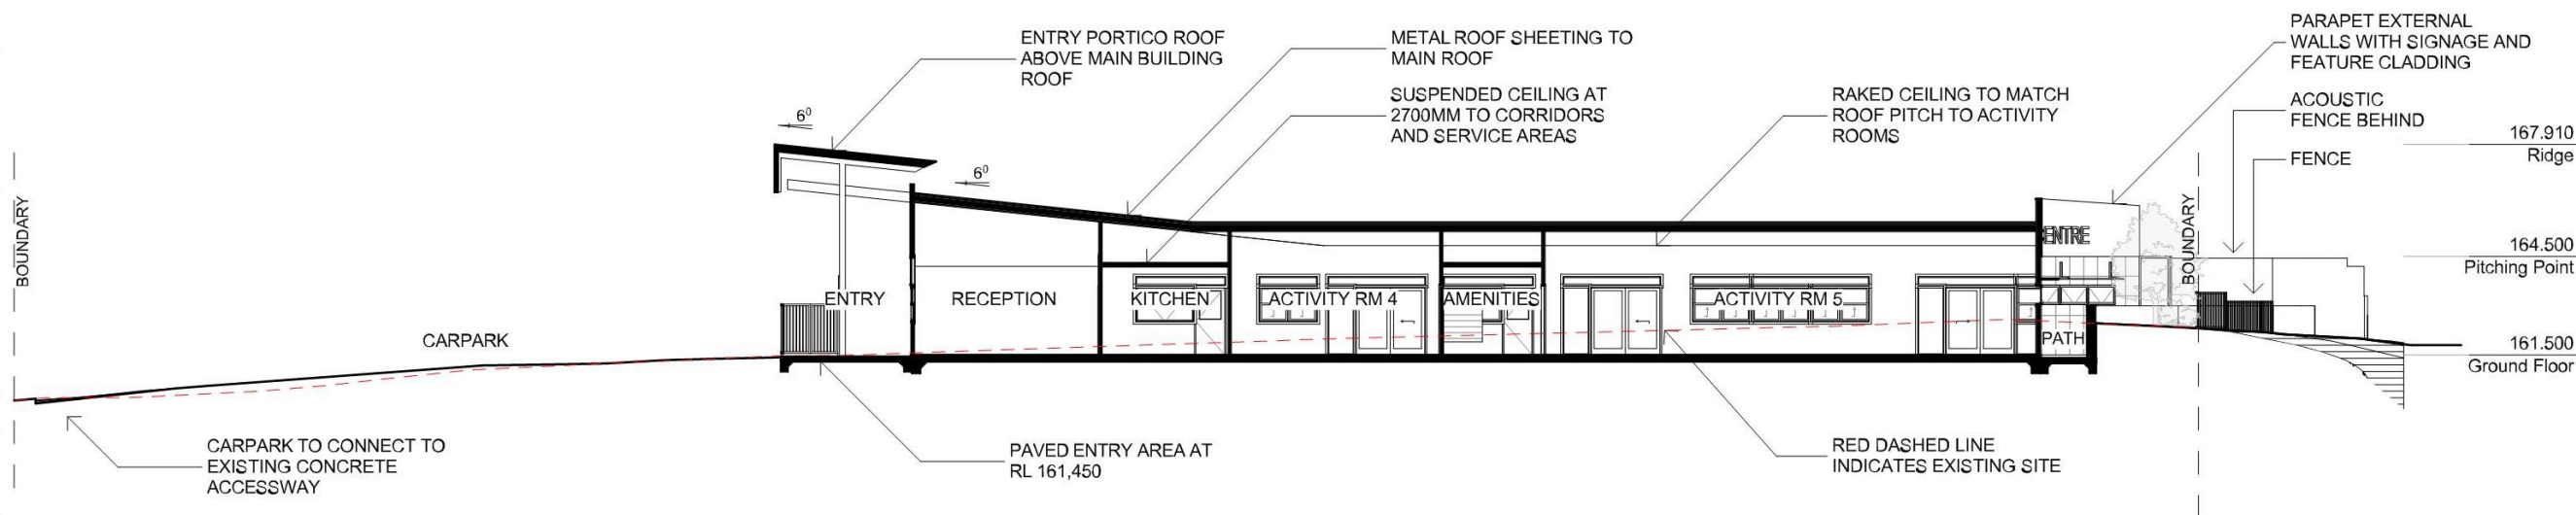 ENTRY PORTICO ROOF
ABOVE MAIN BUILDING
ROOF
METAL ROOF SHEETING TO
MAIN ROOF
SUSPENDED CEILING AT
2700MM TO CORRIDORS
AND SERVICE AREAS
RAKED CEILING TO MATCH
ROOF PITCH TO ACTIVITY
ROOMS
PARAPET EXTERNAL
WALLS WITH SIGNAGE AND
FEATURE CLADDING
ACOUSTIC
FENCE BEHIND
FENCE
167.910
Ridge
164.500
Pitching Point
161.500
Ground Floor
6⁰
6⁰
BOUNDARY
BOUNDARY
ENTRE
CARPARK
ENTRY
RECEPTION
KITCHEN
ACTIVITY RM 4
AMENITIES
ACTIVITY RM 5
PATH
CARPARK TO CONNECT TO
EXISTING CONCRETE
ACCESSWAY
PAVED ENTRY AREA AT
RL 161,450
RED DASHED LINE
INDICATES EXISTING SITE